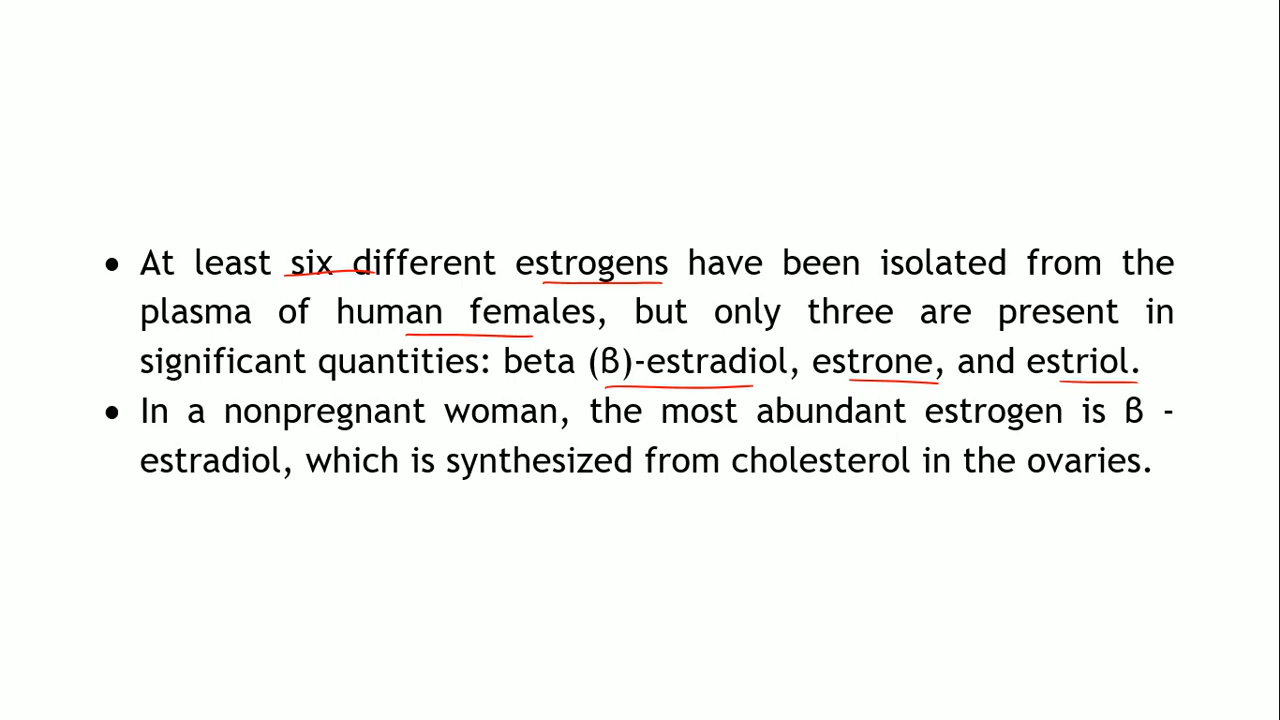 • At least six different estrogens have been isolated from the
plasma of human females, but only three are present in
significant quantities: beta (β)-estradiol, estrone, and estriol.
• In a nonpregnant woman, the most abundant estrogen is β -
estradiol, which is synthesized from cholesterol in the ovaries.